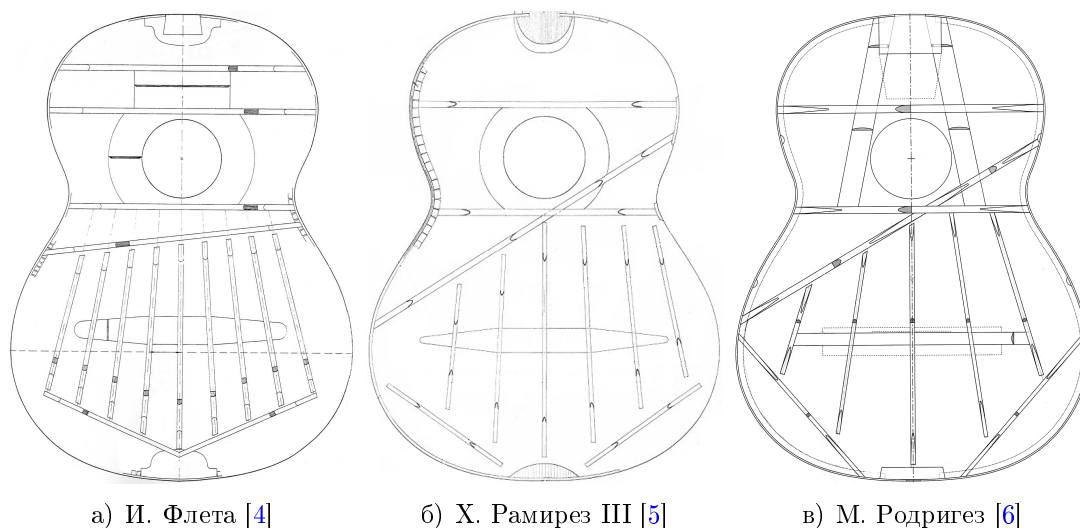 а) И. Флета [4]
б) Х. Рамирез III [5]
в) М. Родригез [6]